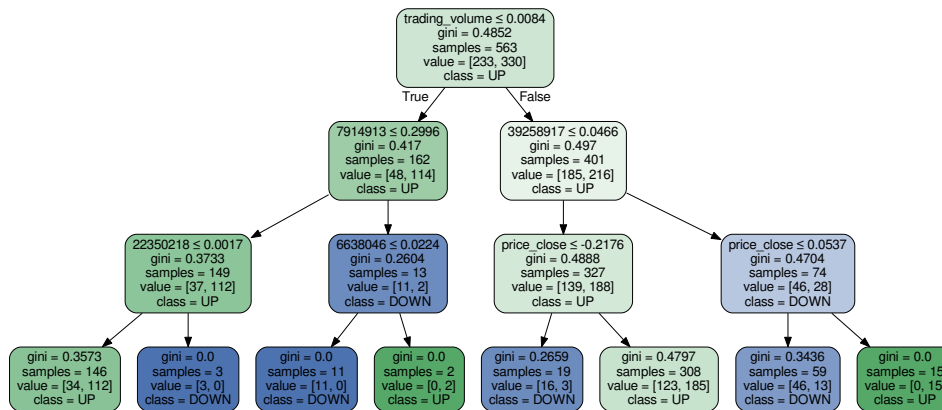 trading_volume ≤ 0.0084
gini = 0.4852
samples = 563
value = [233, 330]
class = UP
True
False
7914913 ≤ 0.2996
gini = 0.417
samples = 162
value = [48, 114]
class = UP
39258917 ≤ 0.0466
gini = 0.497
samples = 401
value = [185, 216]
class = UP
22350218 ≤ 0.0017
gini = 0.3733
samples = 149
value = [37, 112]
class = UP
6638046 ≤ 0.0224
gini = 0.2604
samples = 13
value = [11, 2]
class = DOWN
price_close ≤ -0.2176
gini = 0.4888
samples = 327
value = [139, 188]
class = UP
price_close ≤ 0.0537
gini = 0.4704
samples = 74
value = [46, 28]
class = DOWN
gini = 0.3573
samples = 146
value = [34, 112]
class = UP
gini = 0.0
samples = 3
value = [3, 0]
class = DOWN
gini = 0.0
samples = 11
value = [11, 0]
class = DOWN
gini = 0.0
samples = 2
value = [0, 2]
class = UP
gini = 0.2659
samples = 19
value = [16, 3]
class = DOWN
gini = 0.4797
samples = 308
value = [123, 185]
class = UP
gini = 0.3436
samples = 59
value = [46, 13]
class = DOWN
gini = 0.0
samples = 15
value = [0, 15]
class = UP